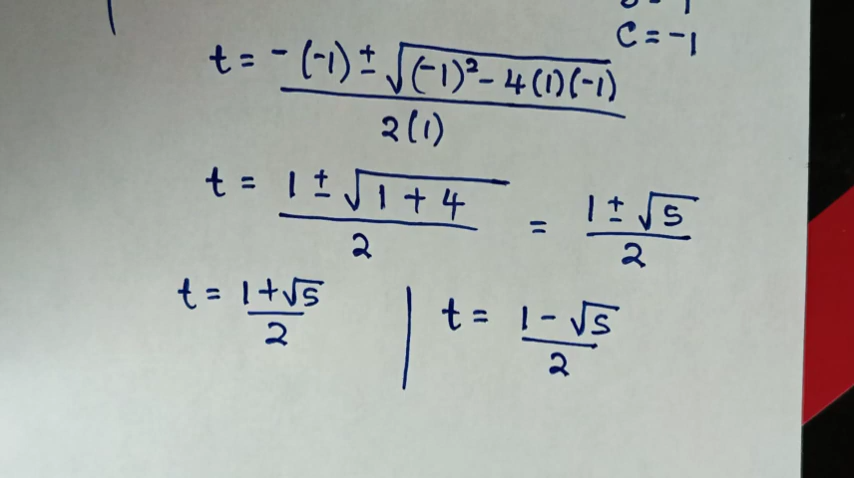 C = -1
t = -(-1) ± √(-1)² - 4(1)(-1) / 2(1)
t = 1 ± √1 + 4 / 2 = 1 ± √5 / 2
t = 1 + √5 / 2 | t = 1 - √5 / 2